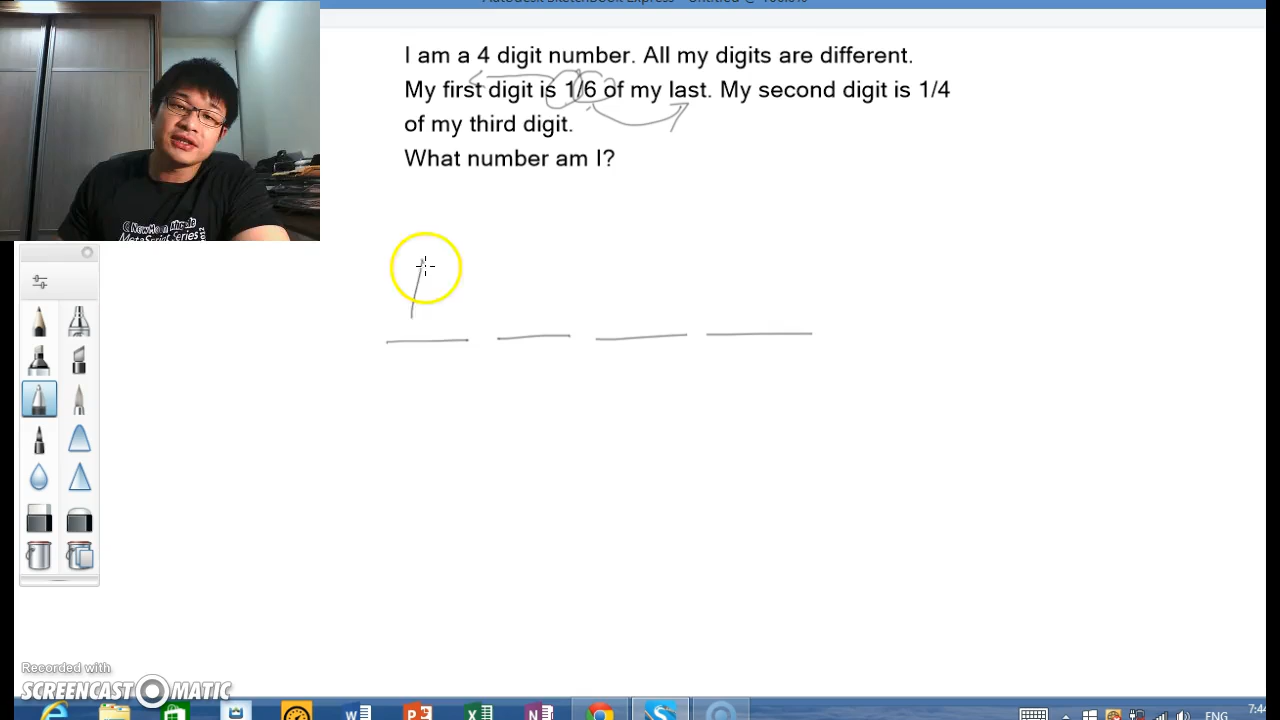 I am a 4 digit number. All my digits are different.
My first digit is 1/6 of my last. My second digit is 1/4
of my third digit.
What number am I?
Recorded with
SCREENCAST MATIC
ENG